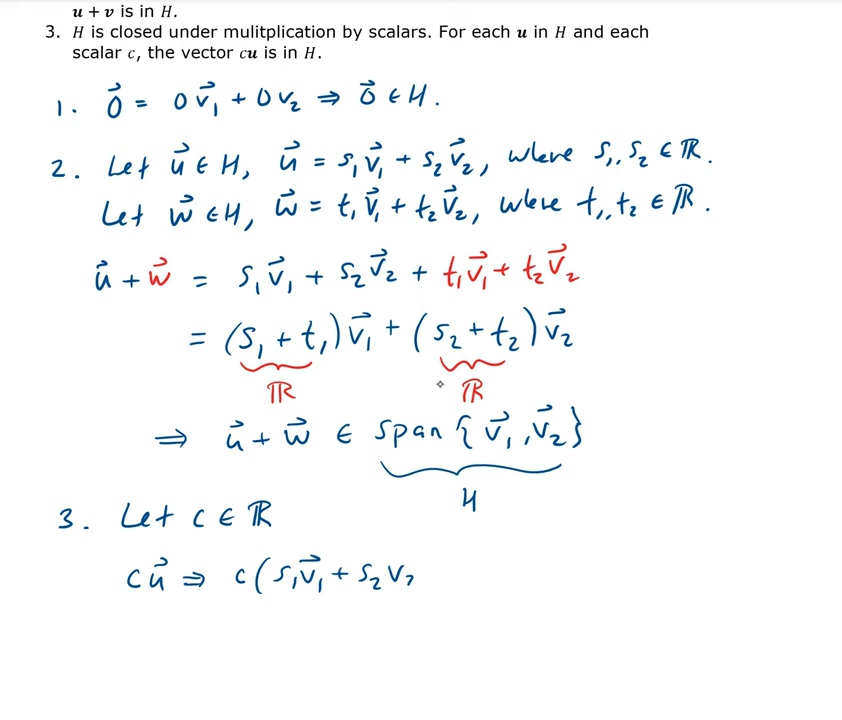 u + v is in H.
3. H is closed under mulitplication by scalars. For each u in H and each
scalar c, the vector cu is in H.
1. 0⃗ = 0v⃗₁ + 0v₂ ⇒ 0⃗ ∈ H.
2. Let u⃗ ∈ H, u⃗ = s₁v⃗₁ + s₂v⃗₂, where s₁, s₂ ∈ ℝ.
Let w⃗ ∈ H, w⃗ = t₁v⃗₁ + t₂v⃗₂, where t₁, t₂ ∈ ℝ.
u⃗ + w⃗ = s₁v⃗₁ + s₂v⃗₂ + t₁v⃗₁ + t₂v⃗₂
= (s₁ + t₁)v⃗₁ + (s₂ + t₂)v⃗₂
ℝ ℝ
⇒ u⃗ + w⃗ ∈ span {v⃗₁, v⃗₂}
H
3. Let c ∈ ℝ
cu⃗ ⇒ c(s₁v⃗₁ + s₂v₂